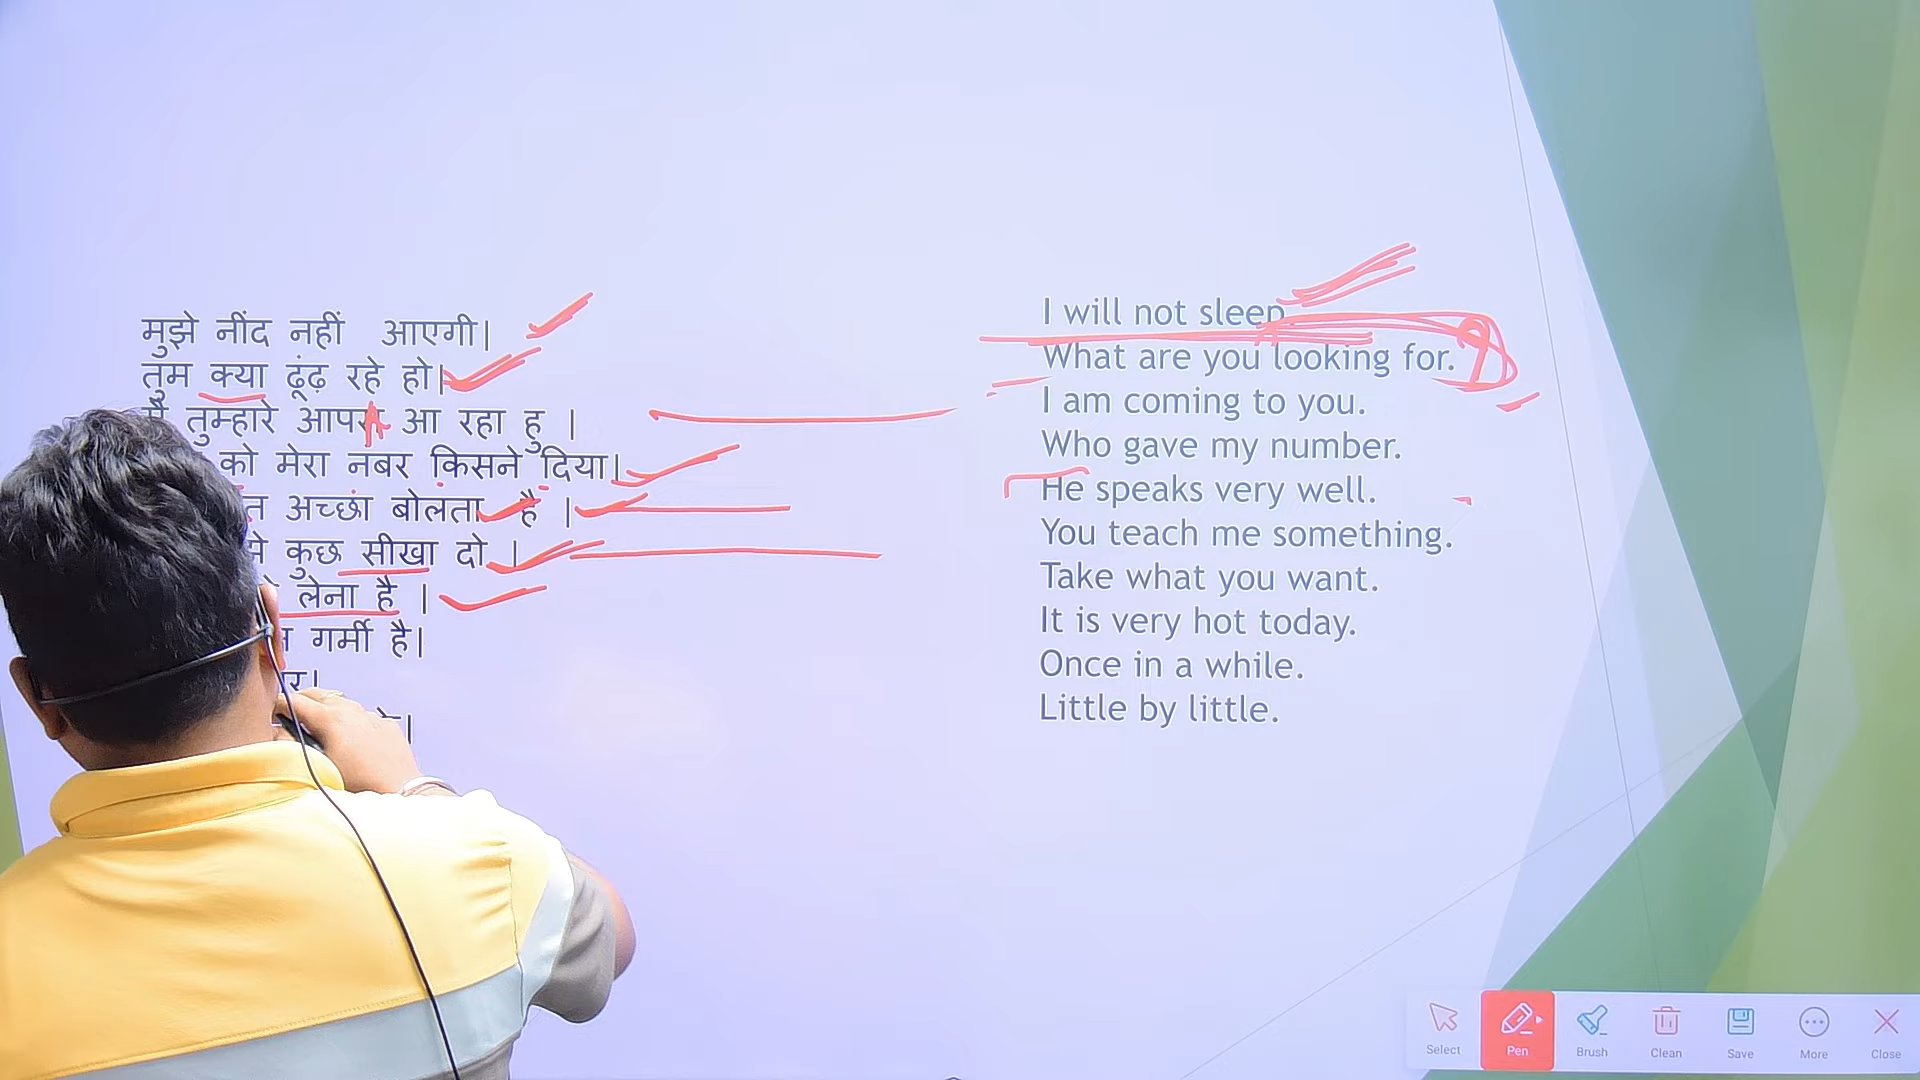 मुझे नींद नहीं आएगी|
तुम क्या ढूंढ़ रहे हो|
तुम्हारे आपस आ रहा हु |
को मेरा नबर किसने दिया|
अच्छा बोलता है |
कुछ सीखा दो |
लेना है |
गर्मी है|
I will not sleep.
What are you looking for.
I am coming to you.
Who gave my number.
He speaks very well.
You teach me something.
Take what you want.
It is very hot today.
Once in a while.
Little by little.
Select
Pen
Brush
Clean
Save
More
Close